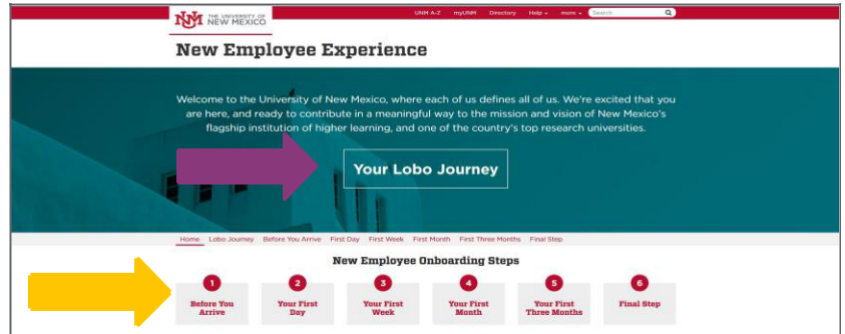 UNM A-Z myUNM Directory Help more Search
NM THE UNIVERSITY OF
NEW MEXICO
New Employee Experience
Welcome to the University of New Mexico, where each of us defines all of us. We're excited that you
are here, and ready to contribute in a meaningful way to the mission and vision of New Mexico's
flagship institution of higher learning, and one of the country's top research universities.
Your Lobo Journey
Home Lobo Journey Before You Arrive First Day First Week First Month First Three Months Final Step
New Employee Onboarding Steps
1 2 3 4 5 6
Before You Your First Your First Your First Your First Final Step
Arrive Day Week Month Three Months